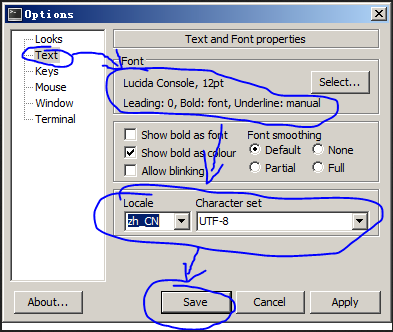 Options
Looks
Text
Keys
Mouse
Window
Terminal
Text and Font properties
Font
Lucida Console, 12pt
Select...
Leading: 0, Bold: font, Underline: manual
Show bold as font
Show bold as colour
Allow blinking
Font smoothing
Default
None
Partial
Full
Locale
Character set
zh_CN
UTF-8
About...
Save
Cancel
Apply